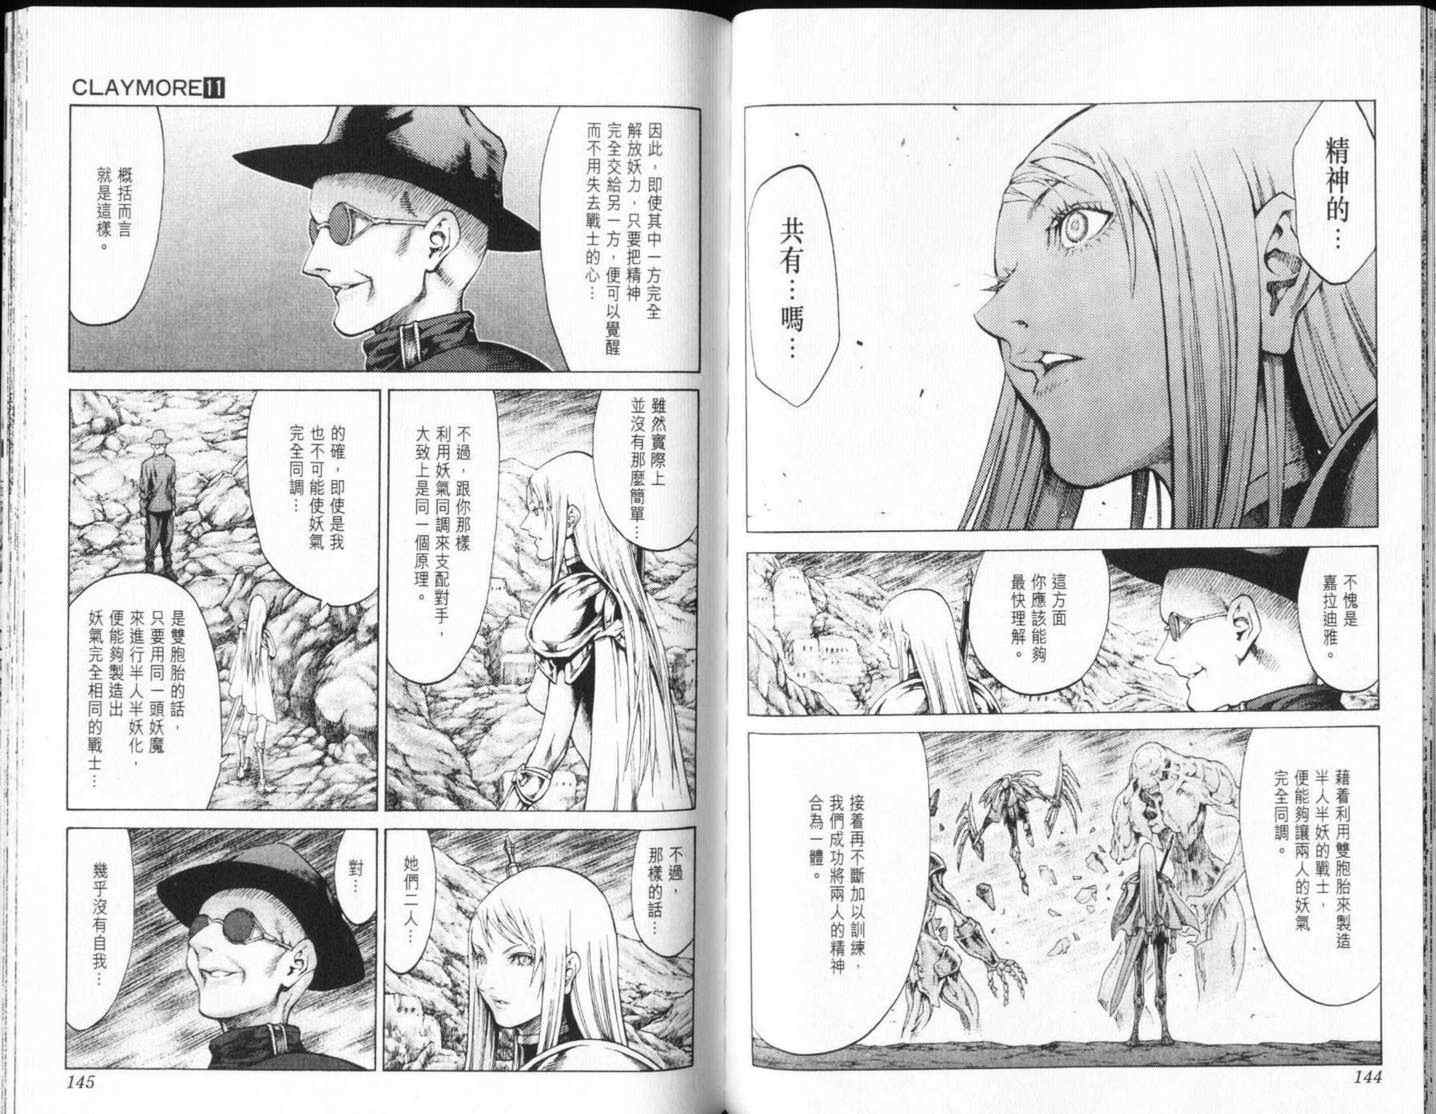 精神的…
共有…嗎…
不愧是
嘉拉迪雅。
這方面
你應該能夠
最快理解。
藉着利用雙胞胎來製造
半人半妖的戰士，
便能夠讓兩人的妖氣
完全同調。
接着再不斷加以訓練，
我們成功將兩人的精神
合為一體。
144
CLAYMORE11
因此，即使其中一方完全
解放妖力，只要把精神
完全交給另一方，便可以覺醒
而不用失去戰士的心…
概括而言
就是這樣。
雖然實際上
並沒有那麼簡單…
不過，跟你那樣
利用妖氣同調來支配對手，
大致上是同一個原理。
的確，即使是我
也不可能使妖氣
完全同調…
是雙胞胎的話，
只要用同一頭妖魔
來進行半人半妖化，
便能夠製造出
妖氣完全相同的戰士…
不過，
那樣的話…
她們二人…
對…
幾乎沒有自我…
145